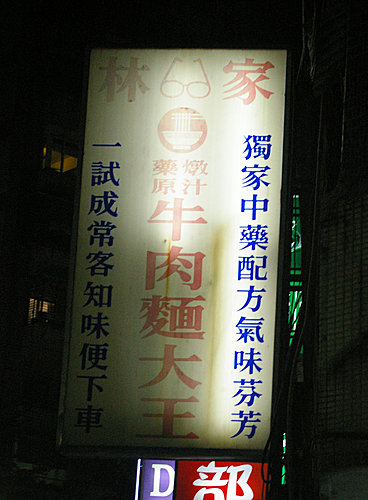 林家
獨家中藥配方氣味芬芳
藥燉
原汁
牛肉麵大王
一試成常客知味便下車
D部